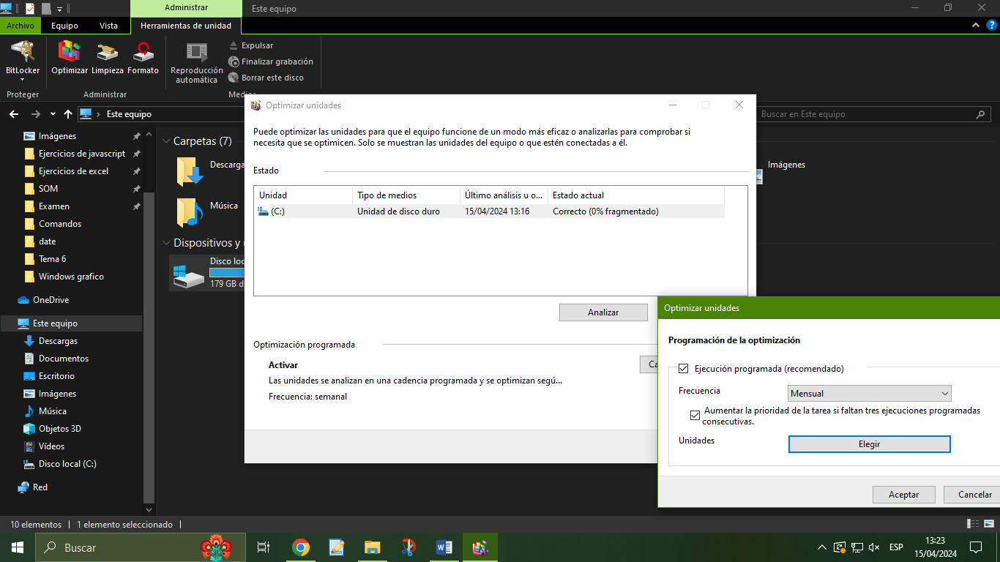 Administrar
Este equipo
Archivo
Equipo
Vista
Herramientas de unidad
BitLocker
Optimizar
Limpieza
Formato
Reproducción
automática
Expulsar
Finalizar grabación
Borrar este disco
Proteger
Administrar
Medios
Este equipo
Buscar en Este equipo
Imágenes
Ejercicios de javascript
Ejercicios de excel
SOM
Examen
Comandos
date
Tema 6
Windows grafico
OneDrive
Este equipo
Descargas
Documentos
Escritorio
Imágenes
Música
Objetos 3D
Vídeos
Disco local (C:)
Red
Carpetas (7)
Descarga
Música
Imágenes
Dispositivos y
Disco loc
179 GB d
Optimizar unidades
Puede optimizar las unidades para que el equipo funcione de un modo más eficaz o analizarlas para comprobar si
necesita que se optimicen. Solo se muestran las unidades del equipo o que estén conectadas a él.
Estado
Unidad
Tipo de medios
Último análisis u o...
Estado actual
(C:)
Unidad de disco duro
15/04/2024 13:16
Correcto (0% fragmentado)
Analizar
Optimización programada
Activar
Ca
Las unidades se analizan en una cadencia programada y se optimizan segú...
Frecuencia: semanal
Optimizar unidades
Programación de la optimización
Ejecución programada (recomendado)
Frecuencia
Mensual
Aumentar la prioridad de la tarea si faltan tres ejecuciones programadas
consecutivas.
Unidades
Elegir
Aceptar
Cancelar
10 elementos
1 elemento seleccionado
Buscar
ESP
13:23
15/04/2024